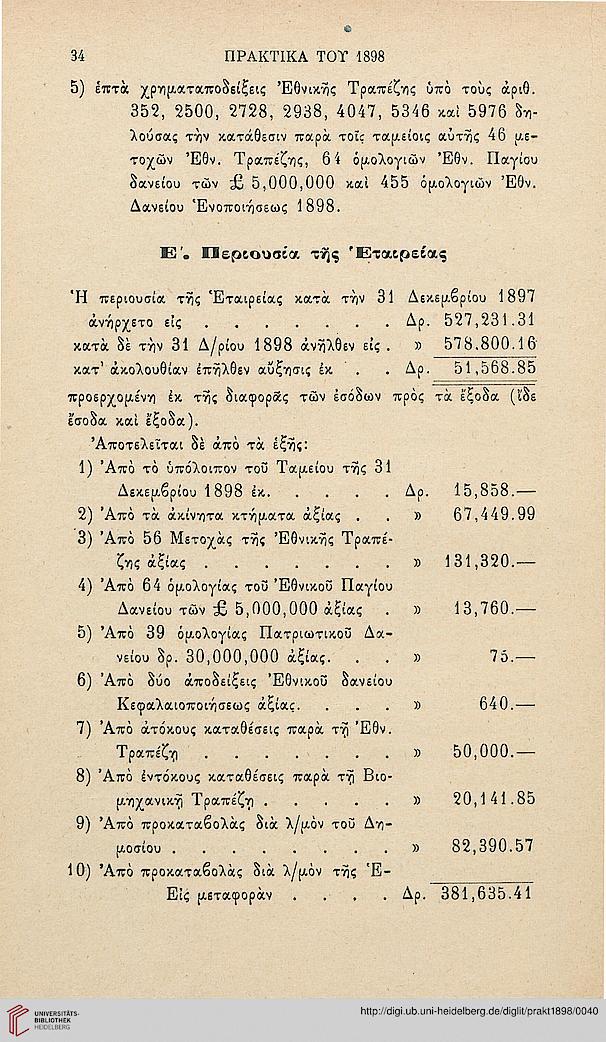 34 ΠΡΑΚΤΙΚΑ ΤΟΥ 1898
5) ἑπτὰ χρηματαποδείξεις Ἐθνικῆς Τραπέζης ὑπὸ τοὺς ἀριθ.
352, 2500, 2728, 2938, 4047, 5346 καὶ 5976 δη-
λούσας τὴν κατάθεσιν παρὰ τοῖς ταμείοις αὐτῆς 46 με-
τοχῶν Ἐθν. Τραπέζης, 64 ὁμολογιῶν Ἐθν. Παγίου
δανείου τῶν £ 5,000,000 καὶ 455 ὁμολογιῶν Ἐθν.
Δανείου Ἑνοποιήσεως 1898.
Ε΄. Περιουσία τῆς Ἑταιρείας
Ἡ περιουσία τῆς Ἑταιρείας κατὰ τὴν 31 Δεκεμβρίου 1897
ἀνήρχετο εἰς . . . . . . . Δρ. 527,231.31
κατὰ δὲ τὴν 31 Δ/ρίου 1898 ἀνῆλθεν εἰς . » 578.800.16
κατ' ἀκολουθίαν ἐπῆλθεν αὔξησις ἐκ . . Δρ. 51,568.85
προερχομένη ἐκ τῆς διαφορᾶς τῶν ἐσόδων πρὸς τὰ ἔξοδα (ἴδε
ἔσοδα καὶ ἔξοδα).
Ἀποτελεῖται δὲ ἀπὸ τὰ ἑξῆς:
1) Ἀπὸ τὸ ὑπόλοιπον τοῦ Ταμείου τῆς 31
Δεκεμβρίου 1898 ἐκ. . . . . Δρ. 15,858.—
2) Ἀπὸ τὰ ἀκίνητα κτήματα ἀξίας . . » 67,449.99
3) Ἀπὸ 56 Μετοχὰς τῆς Ἐθνικῆς Τραπέ-
ζης ἀξίας . . . . . . . » 131,320.—
4) Ἀπὸ 64 ὁμολογίας τοῦ Ἐθνικοῦ Παγίου
Δανείου τῶν £ 5,000,000 ἀξίας . » 13,760.—
5) Ἀπὸ 39 ὁμολογίας Πατριωτικοῦ Δα-
νείου δρ. 30,000,000 ἀξίας. . . » 75.—
6) Ἀπὸ δύο ἀποδείξεις Ἐθνικοῦ δανείου
Κεφαλαιοποιήσεως ἀξίας. . . . » 640.—
7) Ἀπὸ ἀτόκους καταθέσεις παρὰ τῇ Ἐθν.
Τραπέζῃ . . . . . . . » 50,000.—
8) Ἀπὸ ἐντόκους καταθέσεις παρὰ τῇ Βιο-
μηχανικῇ Τραπέζῃ . . . . . » 20,141.85
9) Ἀπὸ προκαταβολὰς διὰ λ/μὸν τοῦ Δη-
μοσίου . . . . . . . . » 82,390.57
10) Ἀπὸ προκαταβολὰς διὰ λ/μὸν τῆς Ἑ-
Εἰς μεταφορὰν . . . . Δρ. 381,635.41
UNIVERSITÄTS-
BIBLIOTHEK
HEIDELBERG
http://digi.ub.uni-heidelberg.de/diglit/prakt1898/0040